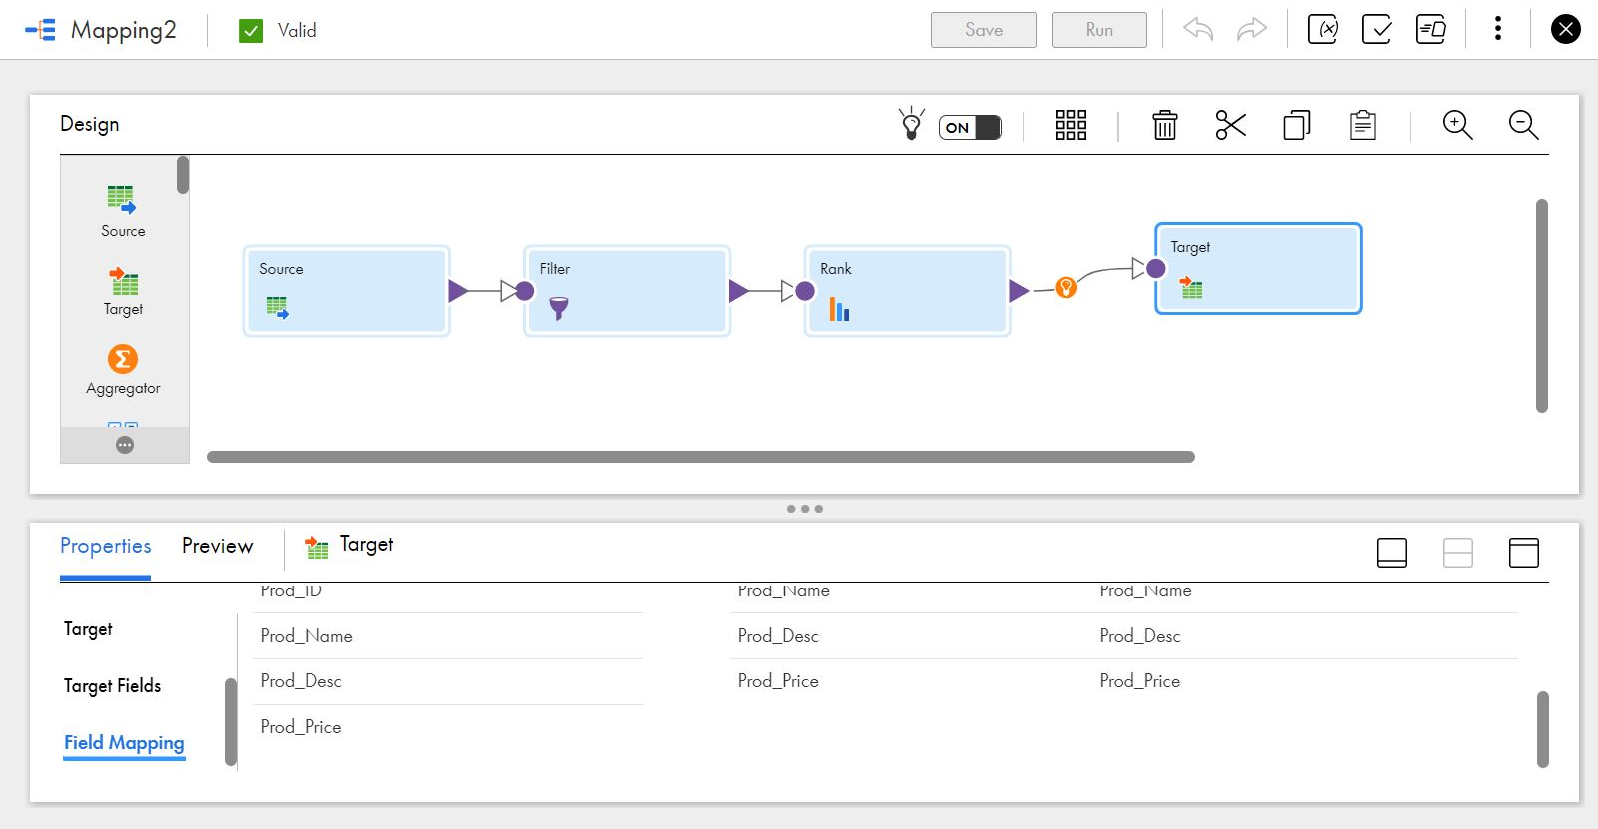 Mapping2
Valid
Save
Run
Design
ON
Source
Target
Aggregator
Source
Filter
Rank
Target
Properties
Preview
Target
Target
Target Fields
Field Mapping
Prod_ID
Prod_Name
Prod_Name
Prod_Name
Prod_Desc
Prod_Desc
Prod_Desc
Prod_Price
Prod_Price
Prod_Price